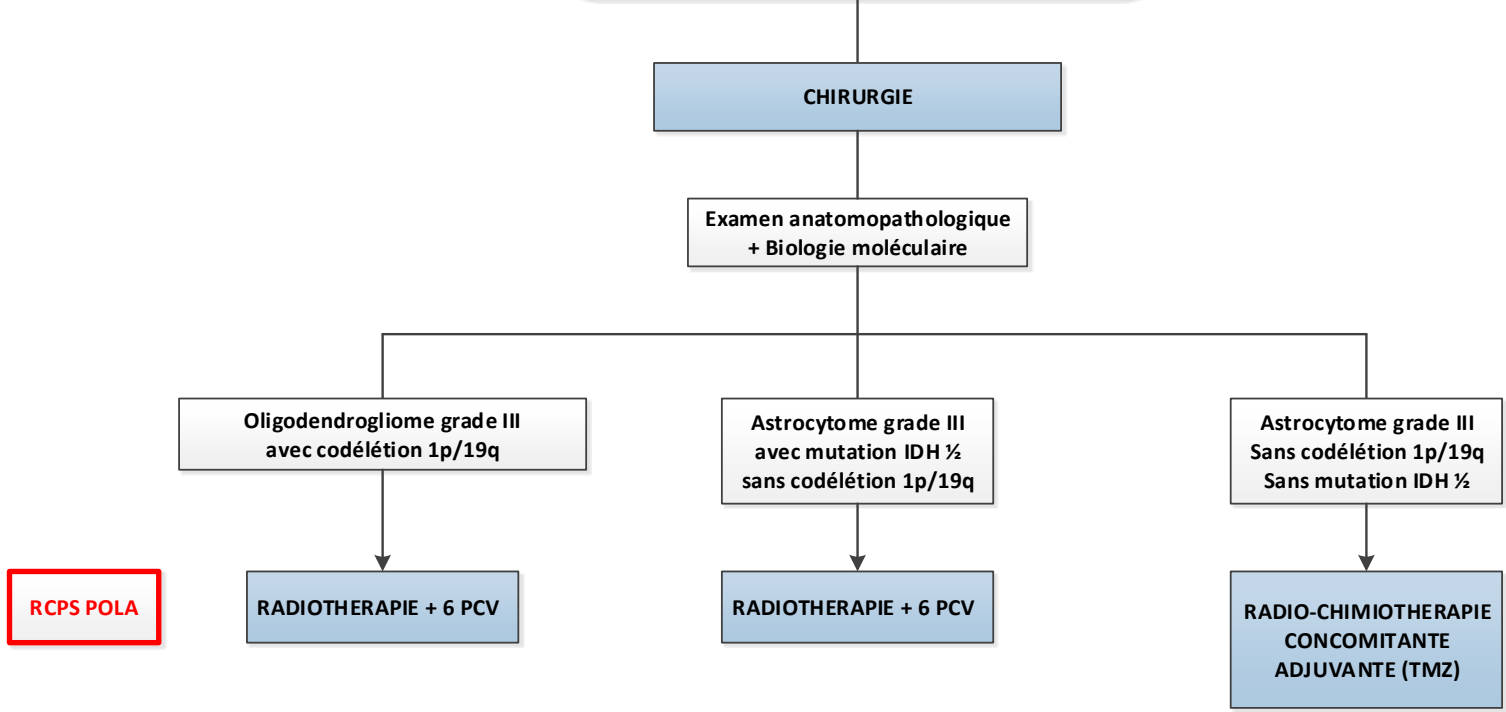 CHIRURGIE
Examen anatomopathologique
+ Biologie moléculaire
Oligodendrogliome grade III
avec codélétion 1p/19q
Astrocytome grade III
avec mutation IDH ½
sans codélétion 1p/19q
Astrocytome grade III
Sans codélétion 1p/19q
Sans mutation IDH ½
RCPS POLA
RADIOTHERAPIE + 6 PCV
RADIOTHERAPIE + 6 PCV
RADIO-CHIMIOTHERAPIE
CONCOMITANTE
ADJUVANTE (TMZ)